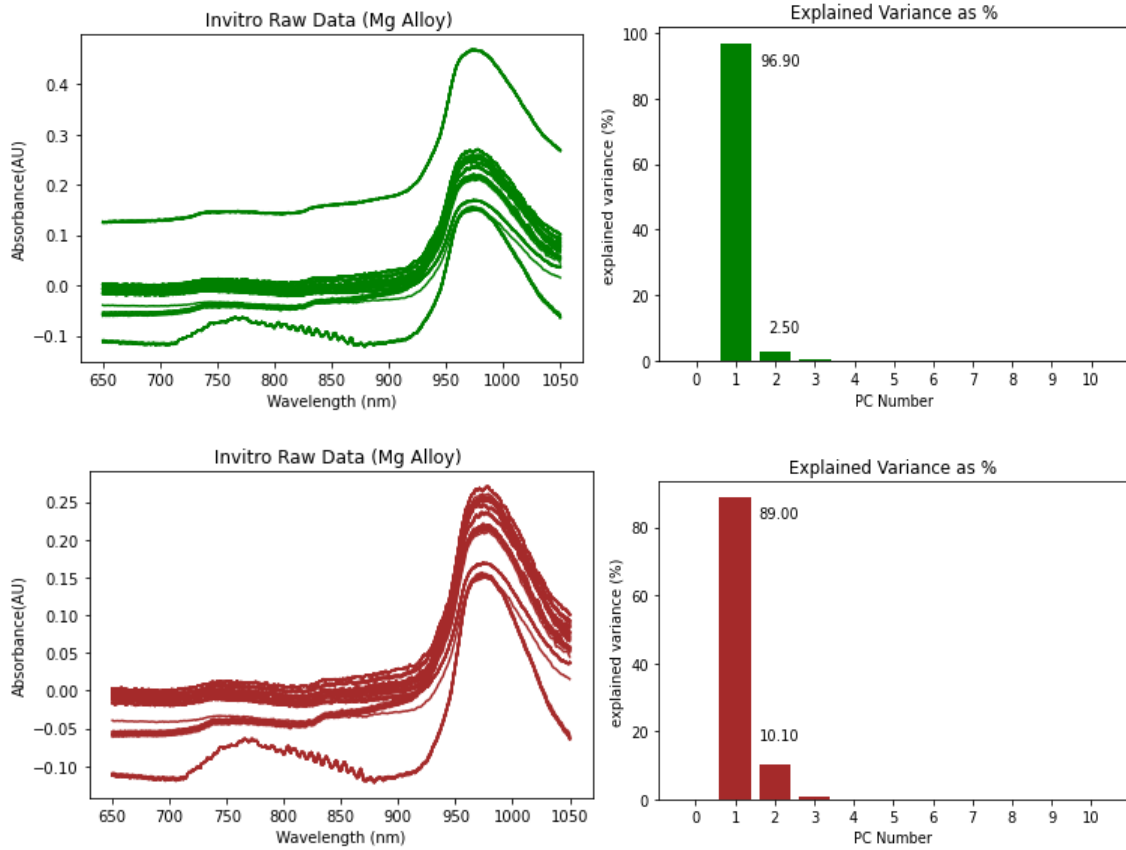 Invitro Raw Data (Mg Alloy)
Absorbance(AU)
0.4
0.3
0.2
0.1
0.0
−0.1
650 700 750 800 850 900 950 1000 1050
Wavelength (nm)
Explained Variance as %
explained variance (%)
100
80
60
40
20
0
96.90
2.50
0 1 2 3 4 5 6 7 8 9 10
PC Number
Invitro Raw Data (Mg Alloy)
Absorbance(AU)
0.25
0.20
0.15
0.10
0.05
0.00
−0.05
−0.10
650 700 750 800 850 900 950 1000 1050
Wavelength (nm)
Explained Variance as %
explained variance (%)
80
60
40
20
0
89.00
10.10
0 1 2 3 4 5 6 7 8 9 10
PC Number